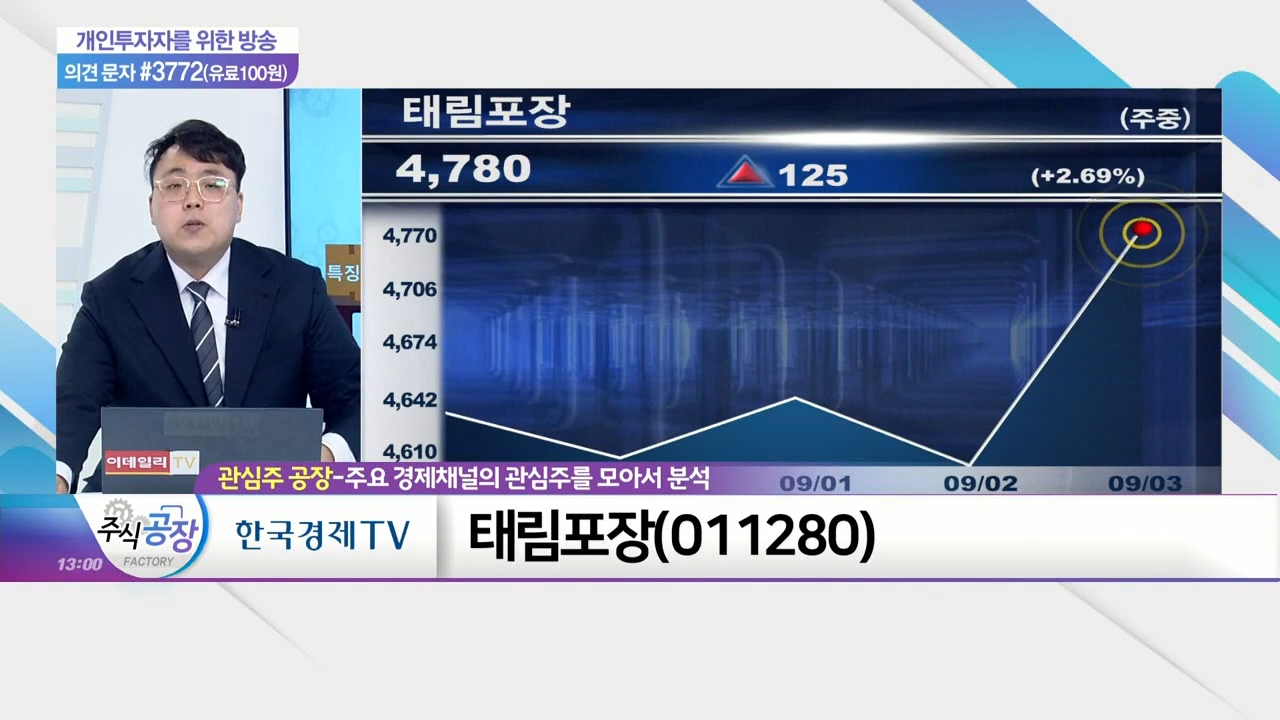 개인투자자를 위한 방송
의견 문자 #3772(유료100원)
태림포장
(주중)
4,780
125
(+2.69%)
특징
4,770
4,706
4,674
4,642
4,610
09/01
09/02
09/03
이데일리 TV
관심주 공장-주요 경제채널의 관심주를 모아서 분석
주식공장
FACTORY
13:00
한국경제TV
태림포장(011280)